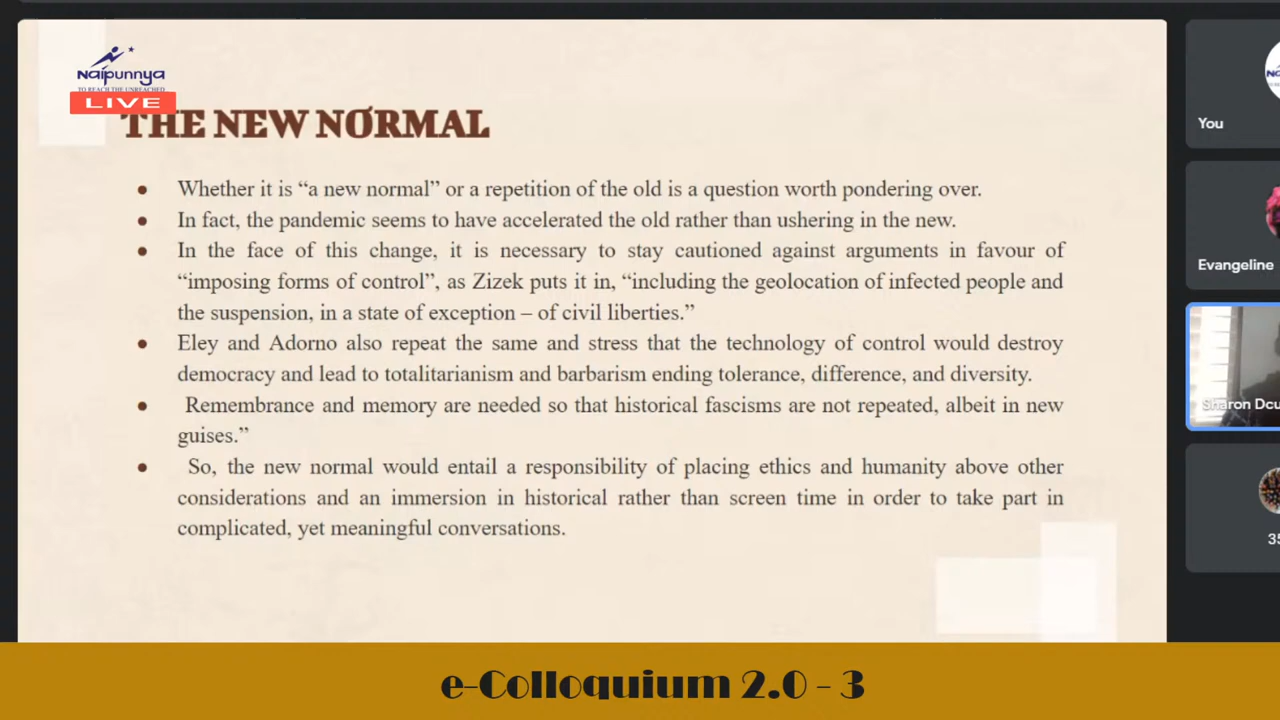 Naipunnya
TO REACH THE UNREACHED
LIVE
THE NEW NORMAL
• Whether it is “a new normal” or a repetition of the old is a question worth pondering over.
• In fact, the pandemic seems to have accelerated the old rather than ushering in the new.
• In the face of this change, it is necessary to stay cautioned against arguments in favour of
“imposing forms of control”, as Zizek puts it in, “including the geolocation of infected people and
the suspension, in a state of exception – of civil liberties.”
• Eley and Adorno also repeat the same and stress that the technology of control would destroy
democracy and lead to totalitarianism and barbarism ending tolerance, difference, and diversity.
• Remembrance and memory are needed so that historical fascisms are not repeated, albeit in new
guises.”
• So, the new normal would entail a responsibility of placing ethics and humanity above other
considerations and an immersion in historical rather than screen time in order to take part in
complicated, yet meaningful conversations.
You
Evangeline
Sharon Dcu
e-Colloquium 2.0 - 3